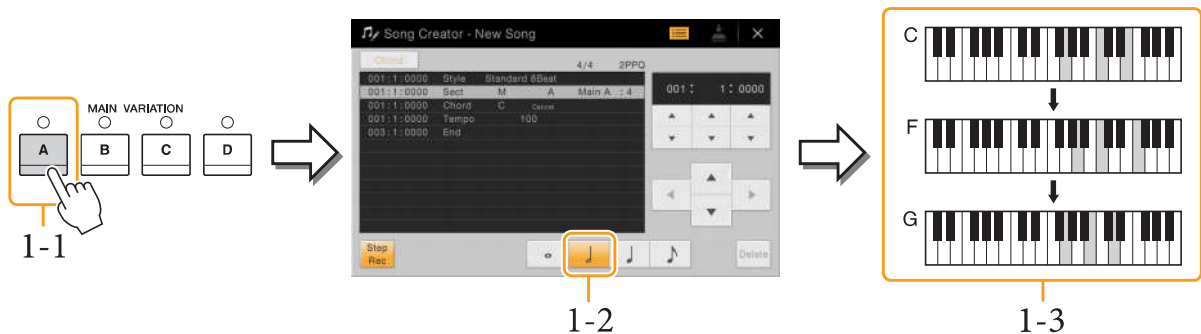 MAIN VARIATION
A B C D
1-1
Song Creator - New Song
Chord
4/4 2PPQ
001:1:0000 Style Standard 8Beat
001:1:0000 Sect M A Main A :4
001:1:0000 Chord C Cancel
001:1:0000 Tempo 100
003:1:0000 End
001: 1: 0000
Step
Rec
Delete
1-2
C
F
G
1-3